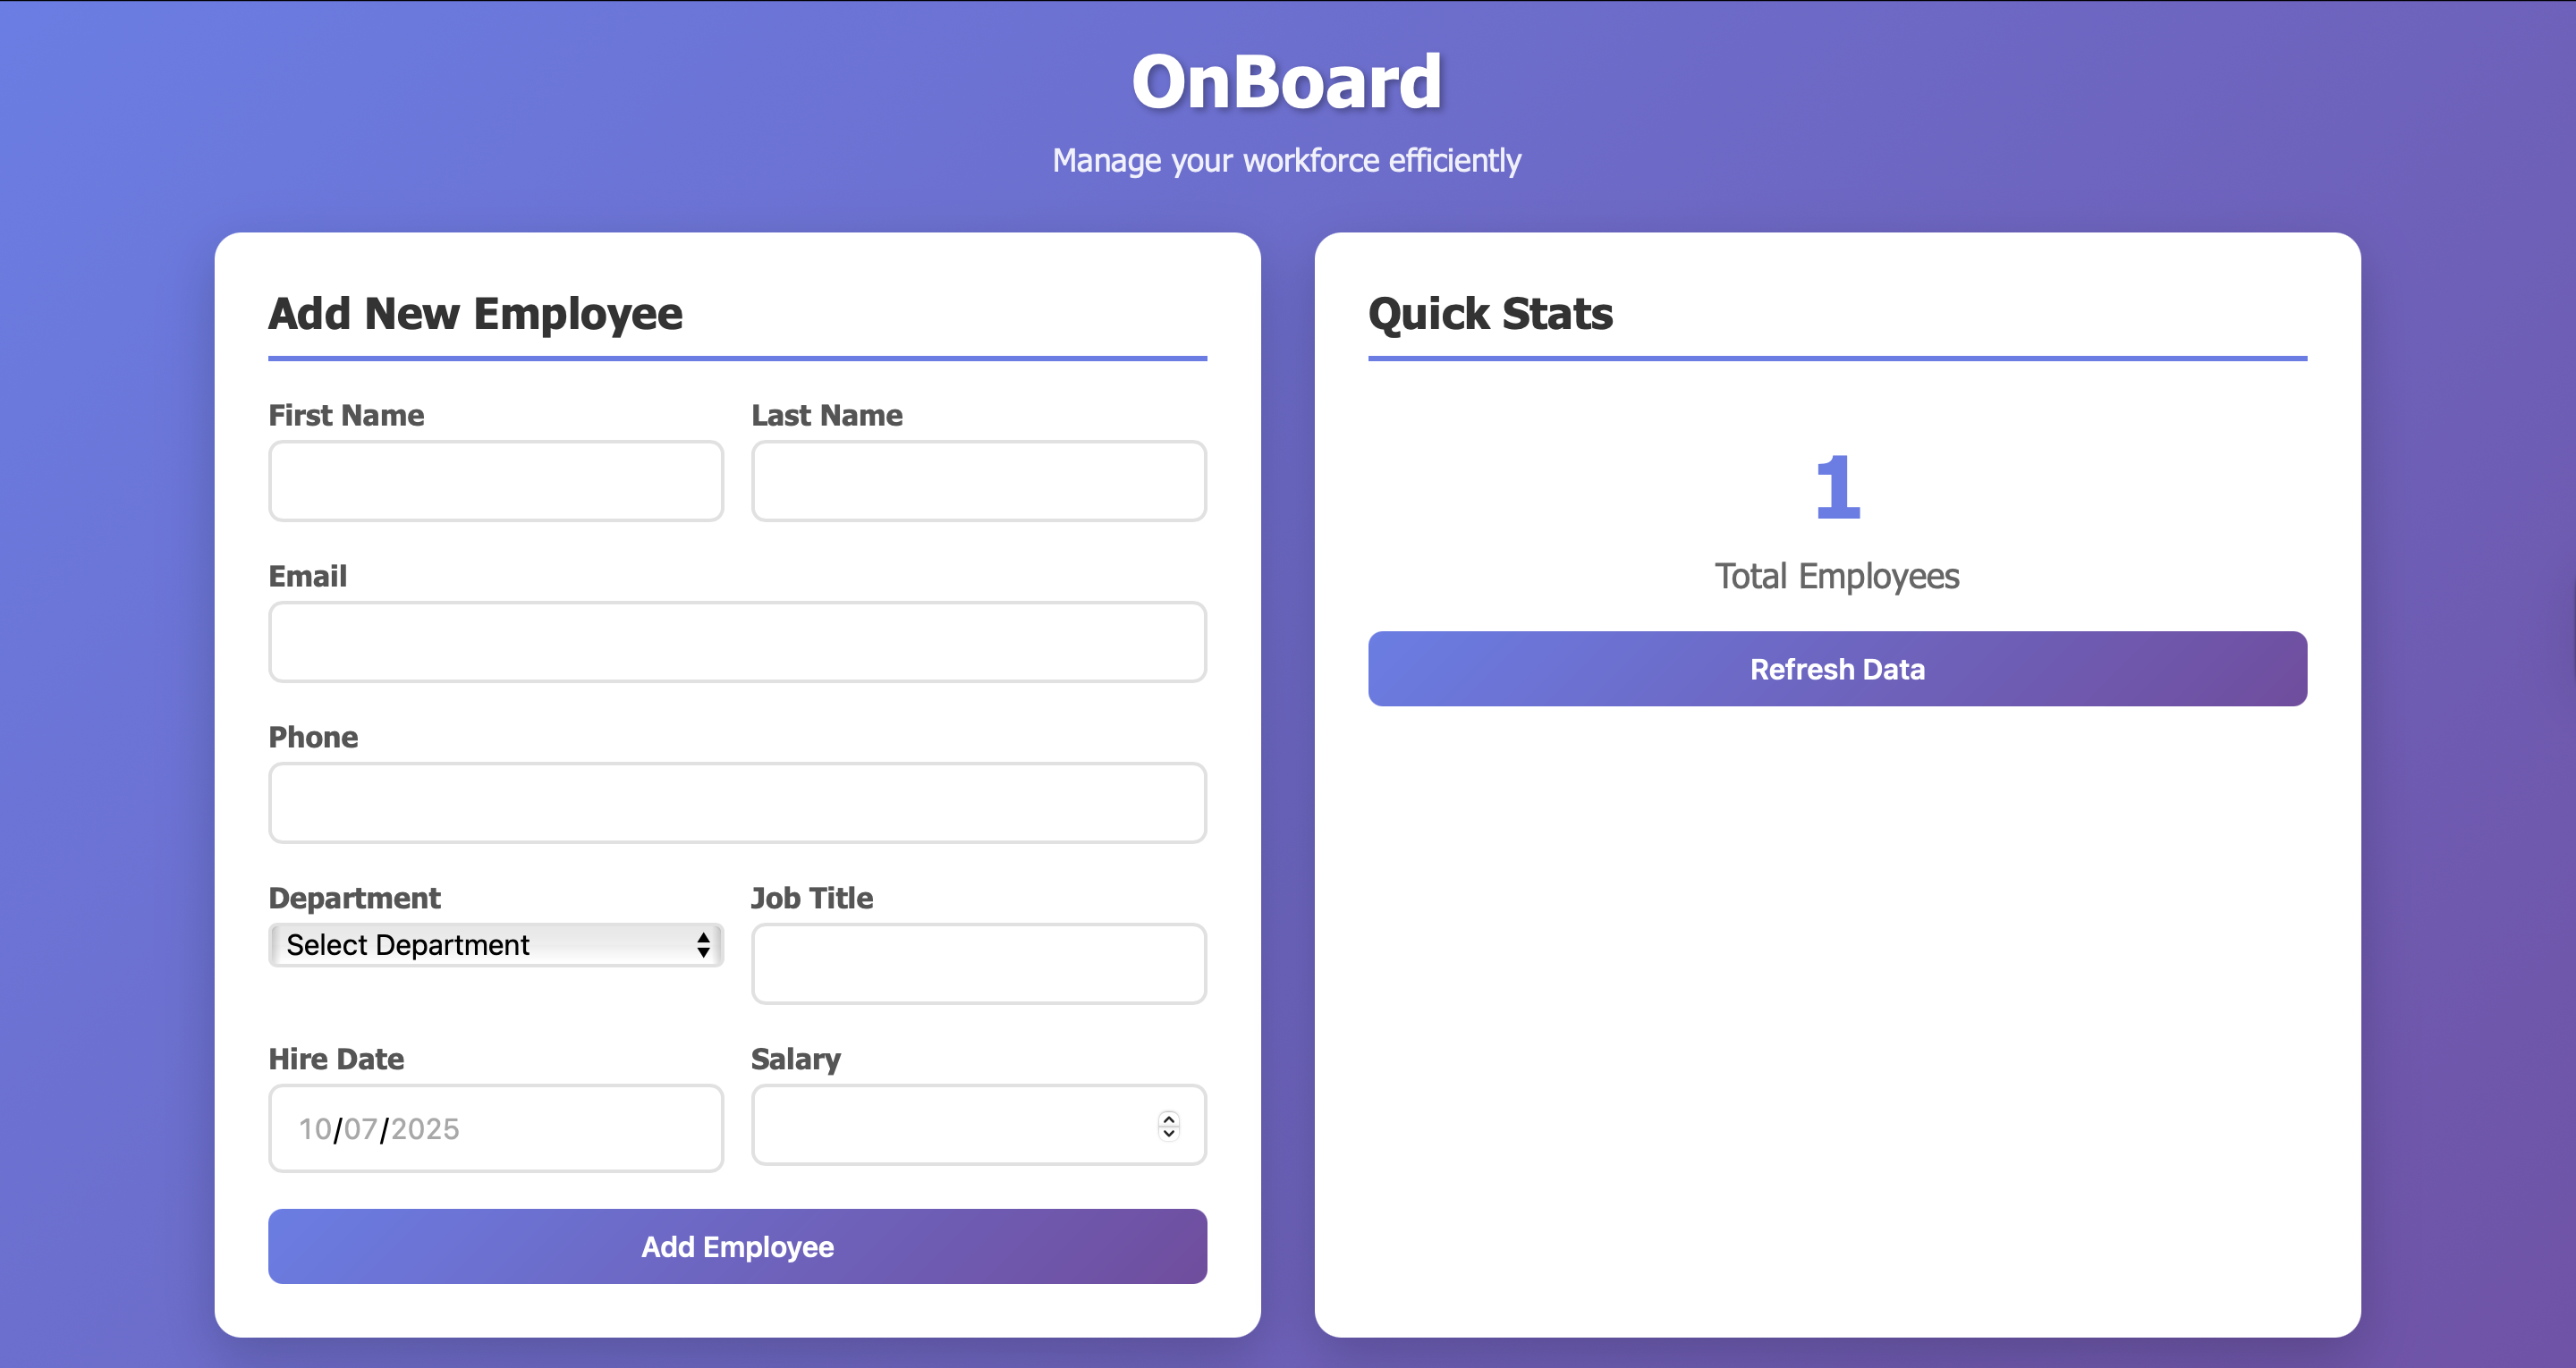 OnBoard
Manage your workforce efficiently
Add New Employee
First Name
Last Name
Email
Phone
Department
Job Title
Select Department
Hire Date
Salary
10/07/2025
Add Employee
Quick Stats
1
Total Employees
Refresh Data